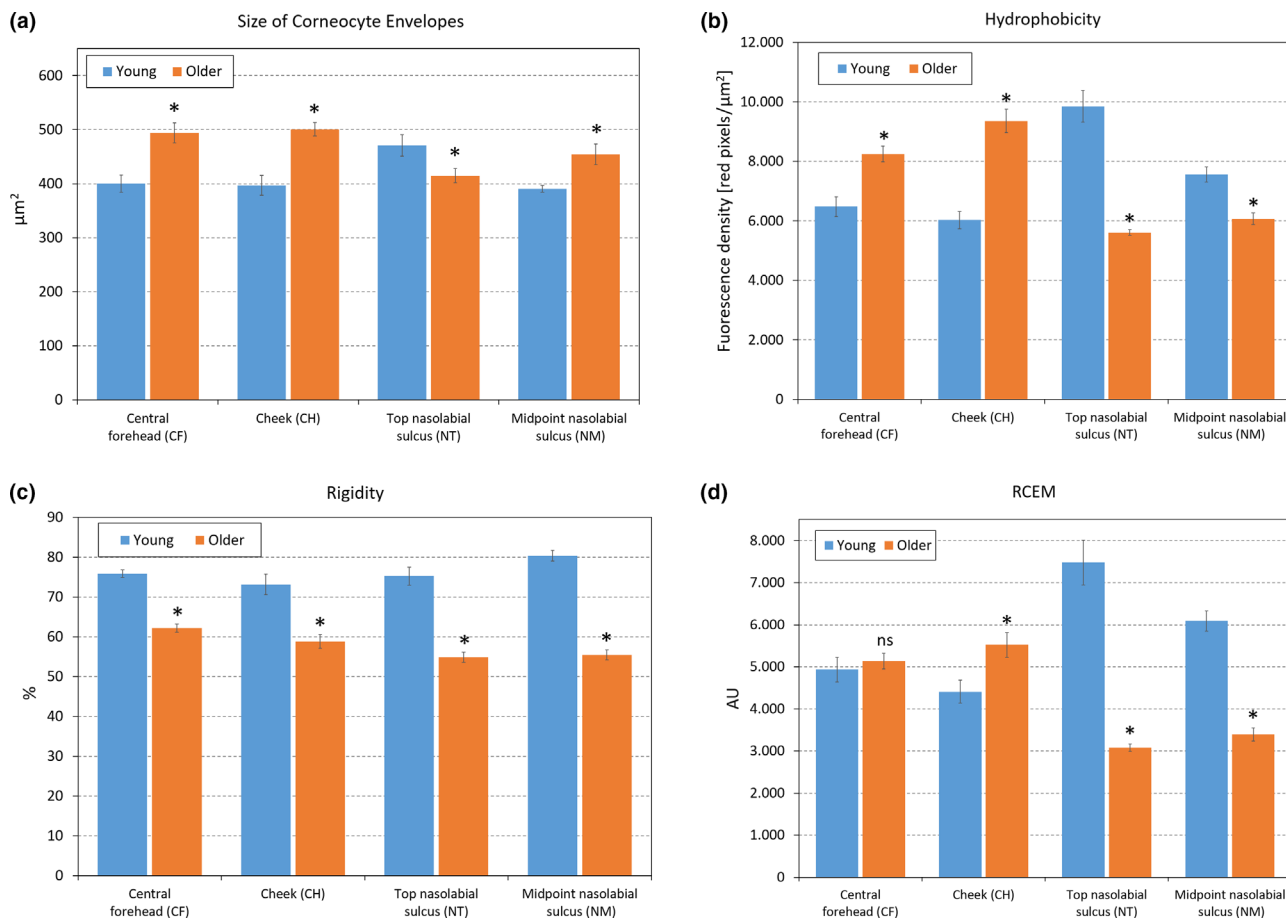 (a)
Size of Corneocyte Envelopes
Young Older
600
500
400
300
200
100
0
µm²
*
*
*
*
Central
forehead (CF)
Cheek (CH)
Top nasolabial
sulcus (NT)
Midpoint nasolabial
sulcus (NM)
(b)
Hydrophobicity
Young Older
12.000
10.000
8.000
6.000
4.000
2.000
0
Fuorescence density [red pixels/µm²]
*
*
*
*
Central
forehead (CF)
Cheek (CH)
Top nasolabial
sulcus (NT)
Midpoint nasolabial
sulcus (NM)
(c)
Rigidity
Young Older
90
80
70
60
50
40
30
20
10
0
%
*
*
*
*
Central
forehead (CF)
Cheek (CH)
Top nasolabial
sulcus (NT)
Midpoint nasolabial
sulcus (NM)
(d)
RCEM
Young Older
8.000
7.000
6.000
5.000
4.000
3.000
2.000
1.000
0
AU
ns
*
*
*
Central
forehead (CF)
Cheek (CH)
Top nasolabial
sulcus (NT)
Midpoint nasolabial
sulcus (NM)